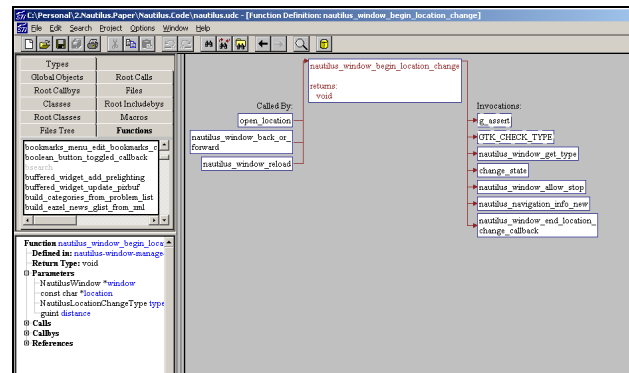 C:\Personal\2.Nautilus.Paper\Nautilus.Code\nautilus.udc - [Function Definition: nautilus_window_begin_location_change]
File Edit Search Project Options Window Help
Types
Global Objects Root Calls
Root Callbys Files
Classes Root Includebys
Root Classes Macros
Files Tree Functions
bookmarks_menu_edit_bookmarks_c
boolean_button_toggled_callback
bsearch
buffered_widget_add_prelighting
buffered_widget_update_pixbuf
build_categories_from_problem_list
build_eazel_news_glist_from_xml
Function nautilus_window_begin_loca
Defined in: nautilus-window-manage
Return Type: void
Parameters
NautilusWindow *window
const char *location
NautilusLocationChangeType type
guint distance
Calls
Callbys
References
nautilus_window_begin_location_change
returns:
void
Called By:
open_location
nautilus_window_back_or_
forward
nautilus_window_reload
Invocations:
g_assert
GTK_CHECK_TYPE
nautilus_window_get_type
change_state
nautilus_window_allow_stop
nautilus_navigation_info_new
nautilus_window_end_location_
change_callback